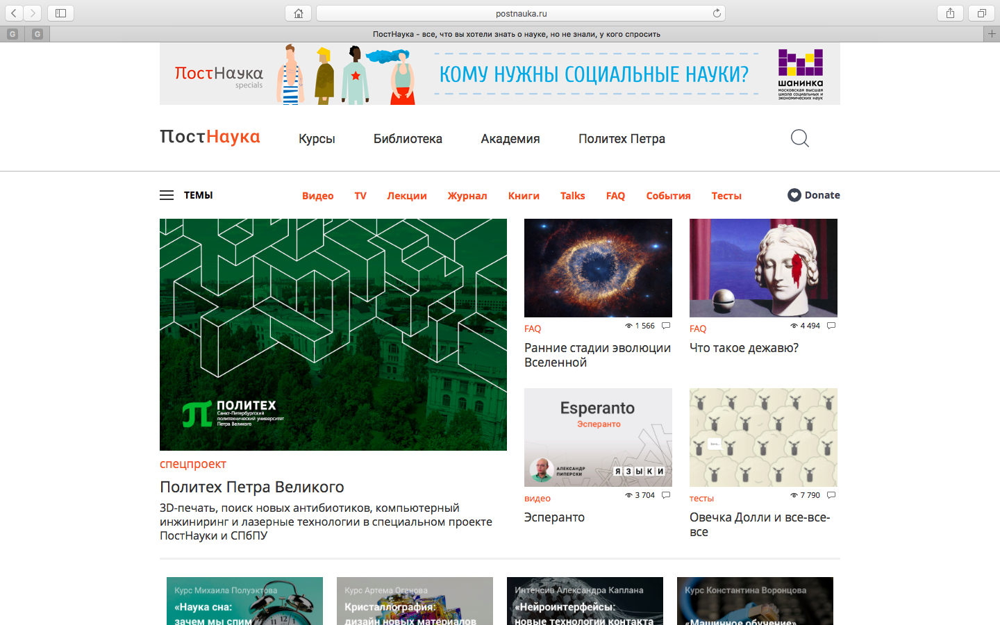 postnauka.ru
G
G
ПостНаука - все, что вы хотели знать о науке, но не знали, у кого спросить
ПостНаука
specials
КОМУ НУЖНЫ СОЦИАЛЬНЫЕ НАУКИ?
шанинка
московская высшая
школа социальных и
экономических наук
ПостНаука
Курсы
Библиотека
Академия
Политех Петра
ТЕМЫ
Видео
TV
Лекции
Журнал
Книги
Talks
FAQ
События
Тесты
Donate
ПОЛИТЕХ
Санкт-Петербургский
политехнический университет
Петра Великого
спецпроект
Политех Петра Великого
3D-печать, поиск новых антибиотиков, компьютерный
инжиниринг и лазерные технологии в специальном проекте
ПостНауки и СПбПУ
FAQ
1 566
Ранние стадии эволюции
Вселенной
FAQ
4 494
Что такое дежавю?
Esperanto
Эсперанто
АЛЕКСАНДР
ПИПЕРСКИ
ЯЗЫКИ
видео
3 704
Эсперанто
тесты
7 790
Овечка Долли и все-все-
все
Курс Михаила Полуэктова
«Наука сна:
зачем мы спим
Курс Артема Оганова
Кристаллография:
дизайн новых материалов
Интенсив Александра Каплана
«Нейроинтерфейсы:
новые технологии контакта
Курс Константина Воронцова
«Машинное обучение»